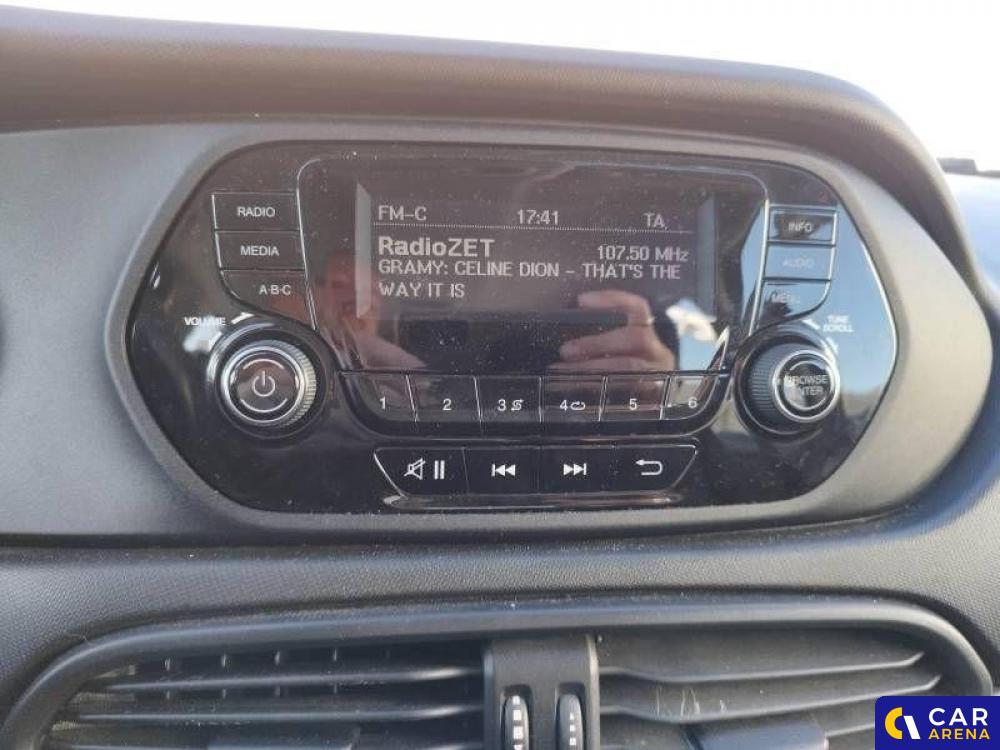 RADIO
MEDIA
A·B·C
VOLUME
FM-C 17:41 TA
RadioZET 107.50 MHz
GRAMY: CELINE DION - THAT'S THE
WAY IT IS
INFO
AUDIO
MENU
TUNE
SCROLL
BROWSE
ENTER
1 2 3 4 5 6
CAR
ARENA